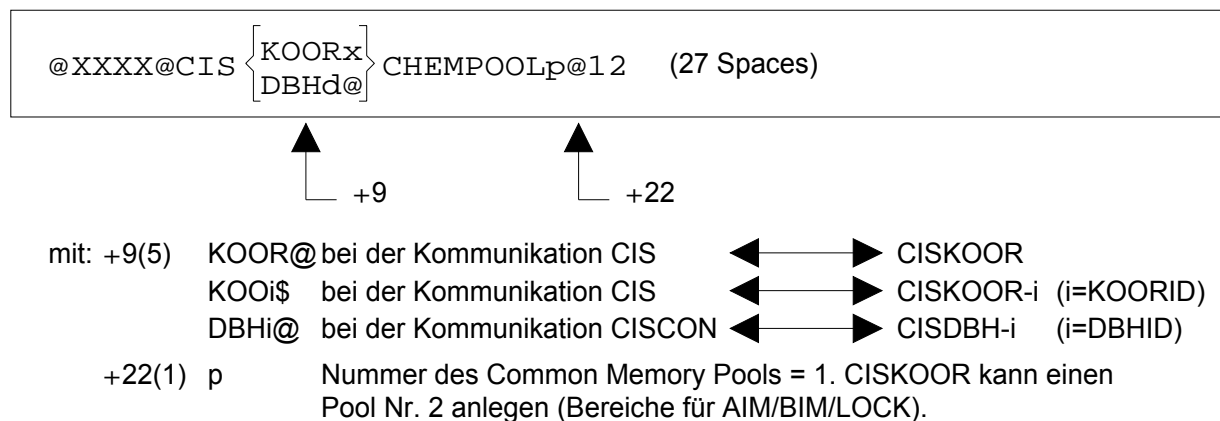 @XXXX@CIS {KOORx / DBHd@} CHEMPOOLp@12 (27 Spaces)
+9 +22
mit: +9(5) KOOR@ bei der Kommunikation CIS CISKOOR
KOOi$ bei der Kommunikation CIS CISKOOR-i (i=KOORID)
DBHi@ bei der Kommunikation CISCON CISDBH-i (i=DBHID)
+22(1) p Nummer des Common Memory Pools = 1. CISKOOR kann einen
Pool Nr. 2 anlegen (Bereiche für AIM/BIM/LOCK).